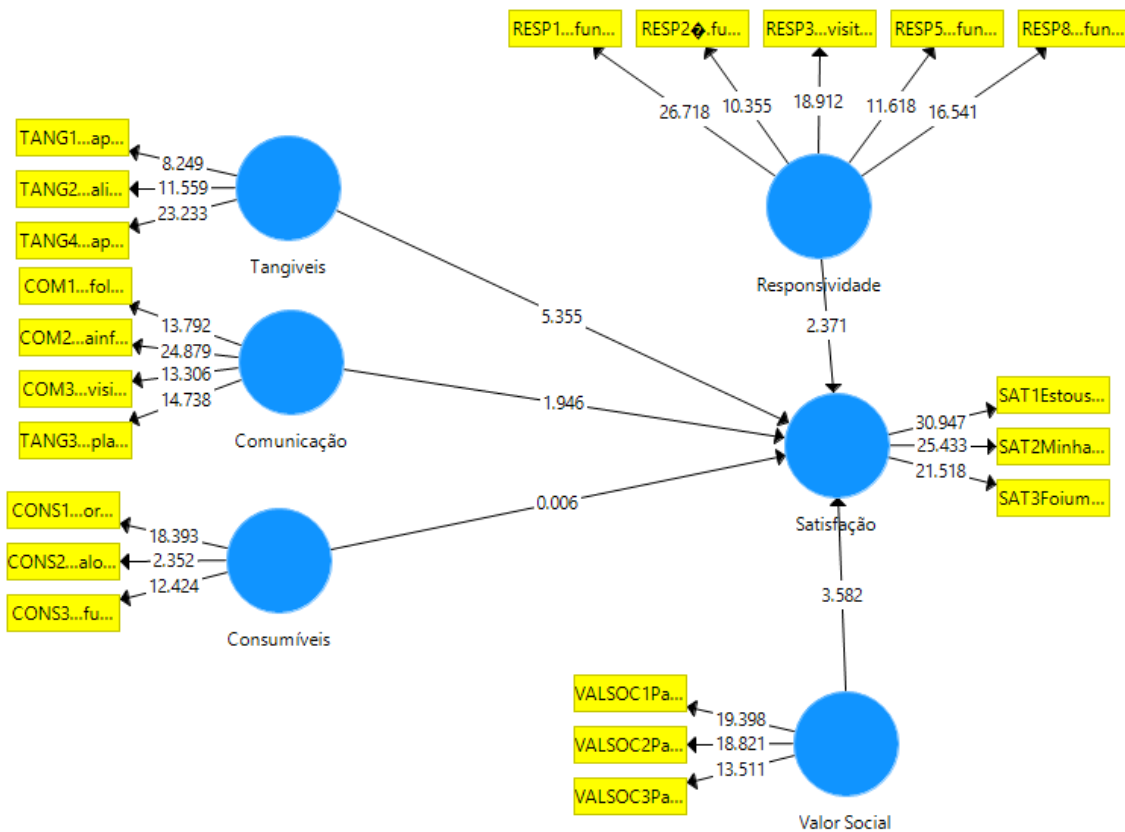 RESP1...fun...
RESP2�.fu...
RESP3...visit...
RESP5...fun...
RESP8...fun...
26.718
10.355
18.912
11.618
16.541
TANG1...ap...
TANG2...ali...
TANG4...ap...
8.249
11.559
23.233
Tangiveis
Responsividade
5.355
2.371
COM1...fol...
COM2...ainf...
COM3...visi...
TANG3...pla...
13.792
24.879
13.306
14.738
Comunicação
1.946
SAT1Estous...
SAT2Minha...
SAT3Foium...
30.947
25.433
21.518
Satisfação
CONS1...or...
CONS2...alo...
CONS3...fu...
18.393
2.352
12.424
Consumíveis
0.006
3.582
VALSOC1Pa...
VALSOC2Pa...
VALSOC3Pa...
19.398
18.821
13.511
Valor Social